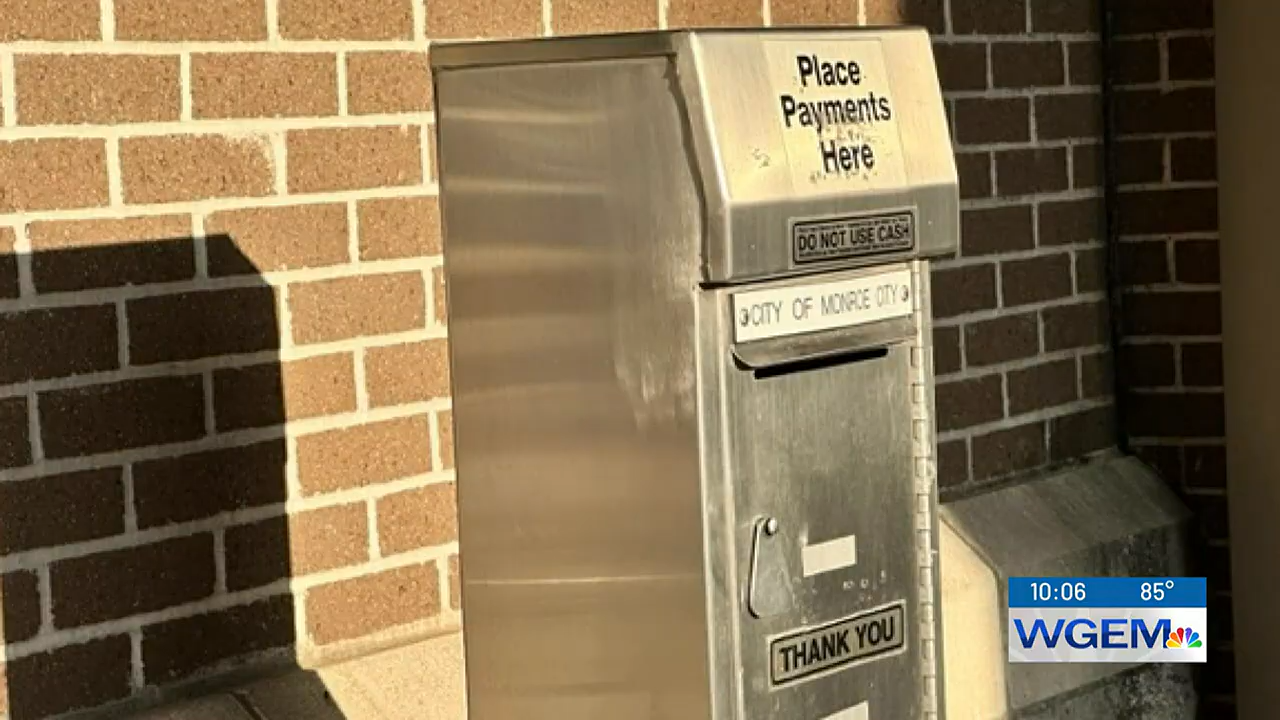 Place
Payments
Here
DO NOT USE CASH
CITY OF MONROE CITY
THANK YOU
10:06 85°
WGEM